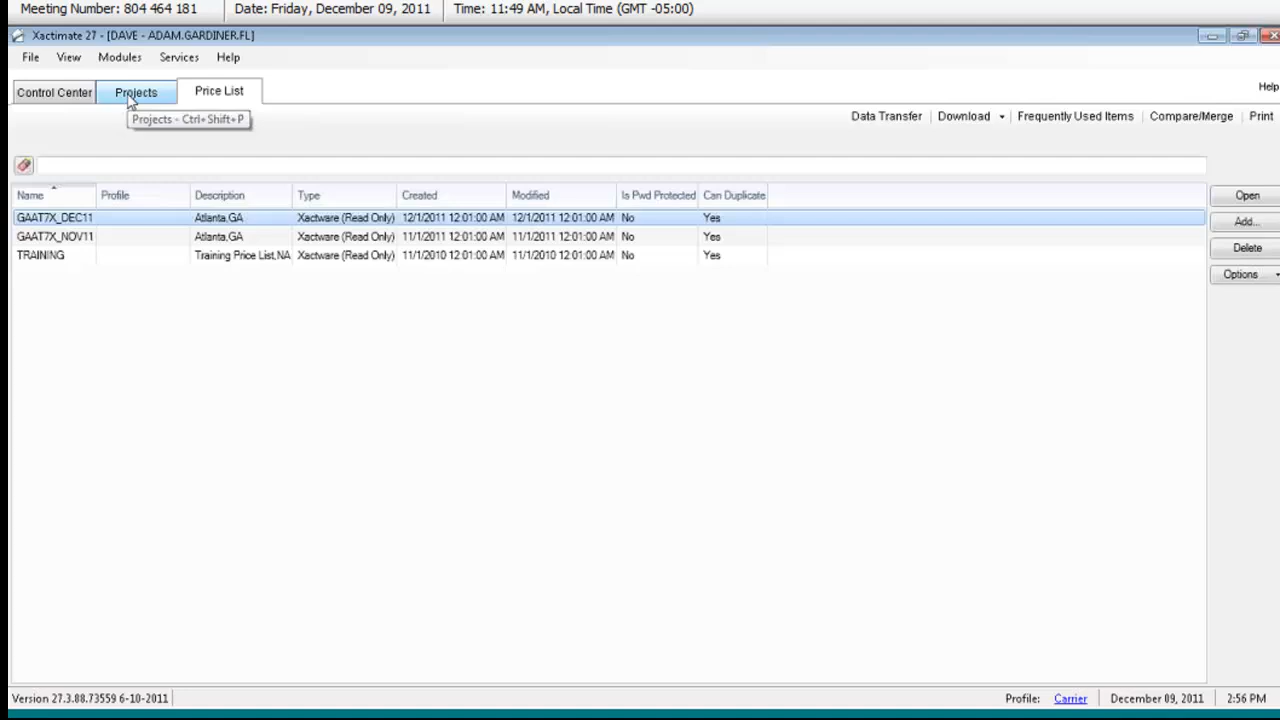 Meeting Number: 804 464 181 Date: Friday, December 09, 2011 Time: 11:49 AM, Local Time (GMT -05:00)
Xactimate 27 - [DAVE - ADAM.GARDINER.FL]
File View Modules Services Help
Control Center Projects Price List Help
Projects - Ctrl+Shift+P
Data Transfer Download Frequently Used Items Compare/Merge Print
Name Profile Description Type Created Modified Is Pwd Protected Can Duplicate
GAAT7X_DEC11 Atlanta,GA Xactware (Read Only) 12/1/2011 12:01:00 AM 12/1/2011 12:01:00 AM No Yes
GAAT7X_NOV11 Atlanta,GA Xactware (Read Only) 11/1/2011 12:01:00 AM 11/1/2011 12:01:00 AM No Yes
TRAINING Training Price List,NA Xactware (Read Only) 11/1/2010 12:01:00 AM 11/1/2010 12:01:00 AM No Yes
Open
Add...
Delete
Options
Version 27.3.88.73559 6-10-2011 Profile: Carrier December 09, 2011 2:56 PM